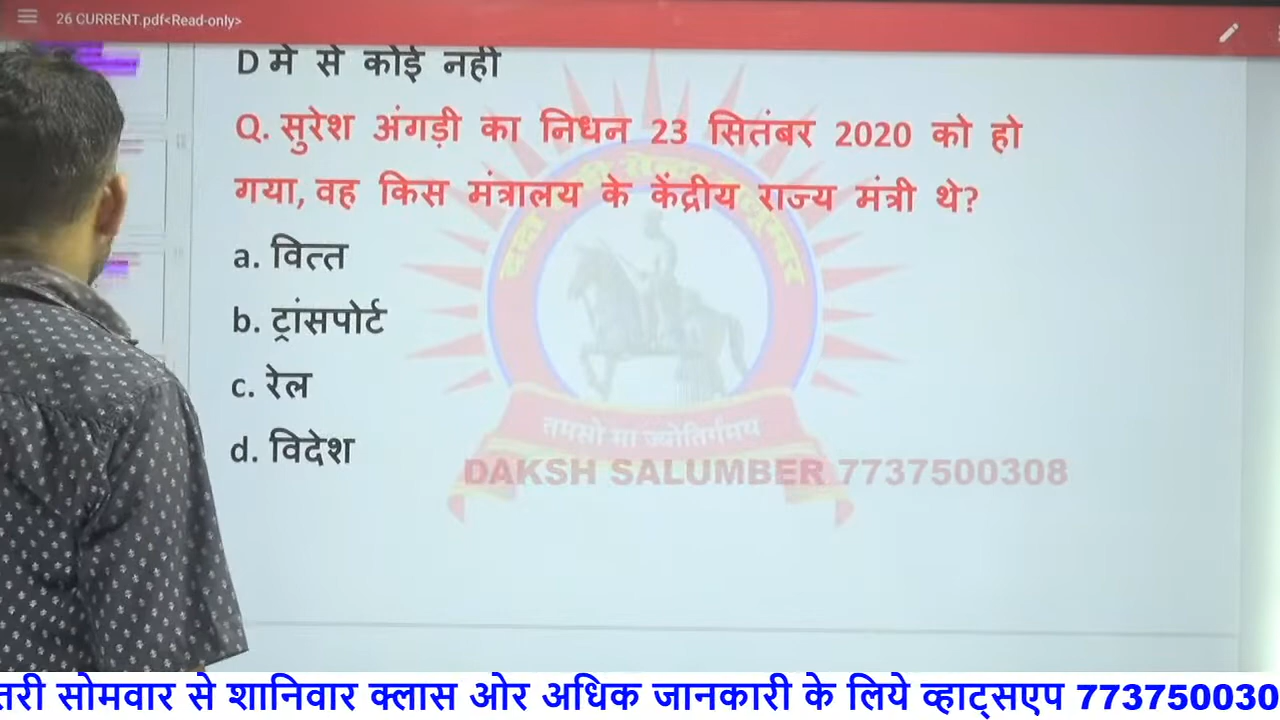 26 CURRENT.pdf<Read-only>
D मे से कोई नही
Q. सुरेश अंगड़ी का निधन 23 सितंबर 2020 को हो
गया, वह किस मंत्रालय के केंद्रीय राज्य मंत्री थे?
a. वित्त
b. ट्रांसपोर्ट
c. रेल
d. विदेश
तमसो मा ज्योतिर्गमय
DAKSH SALUMBER 7737500308
तरी सोमवार से शानिवार क्लास ओर अधिक जानकारी के लिये व्हाट्सएप 773750030